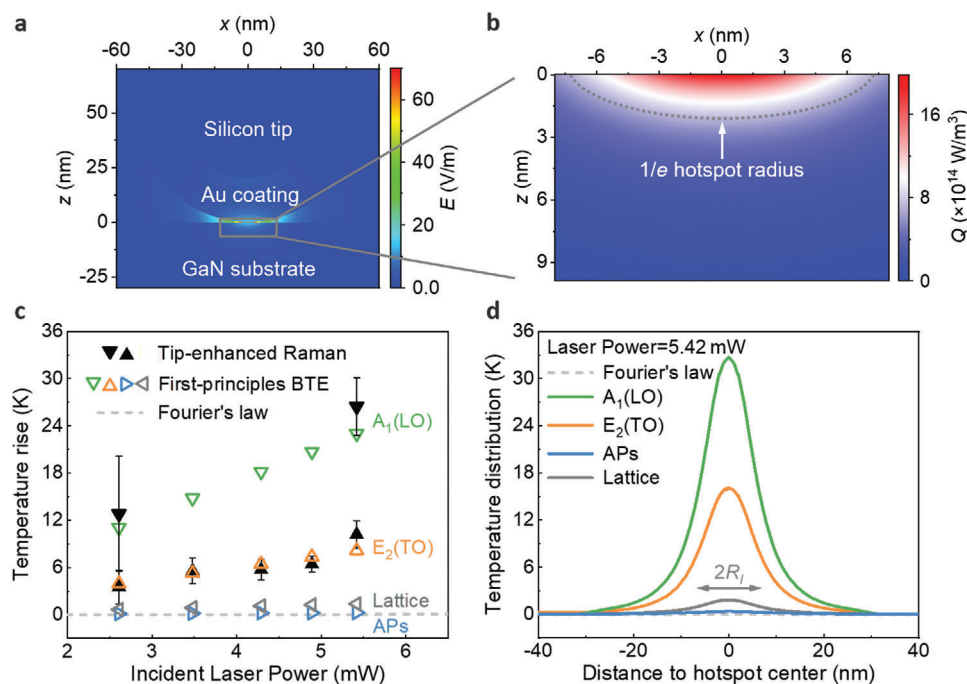 a
x (nm)
-60 -30 0 30 60
z (nm)
50
25
0
-25
Silicon tip
Au coating
GaN substrate
60
40
20
0.0
E (V/m)
b
x (nm)
-6 -3 0 3 6
z (nm)
0
3
6
9
1/e hotspot radius
16
12
8
4
0
Q (×10¹⁴ W/m³)
c
Temperature rise (K)
36
30
24
18
12
6
0
Tip-enhanced Raman
First-principles BTE
Fourier's law
A₁(LO)
E₂(TO)
Lattice
APs
2 3 4 5 6
Incident Laser Power (mW)
d
Temperature distribution (K)
36
30
24
18
12
6
0
Laser Power=5.42 mW
Fourier's law
A₁(LO)
E₂(TO)
APs
Lattice
2Rₗ
-40 -20 0 20 40
Distance to hotspot center (nm)